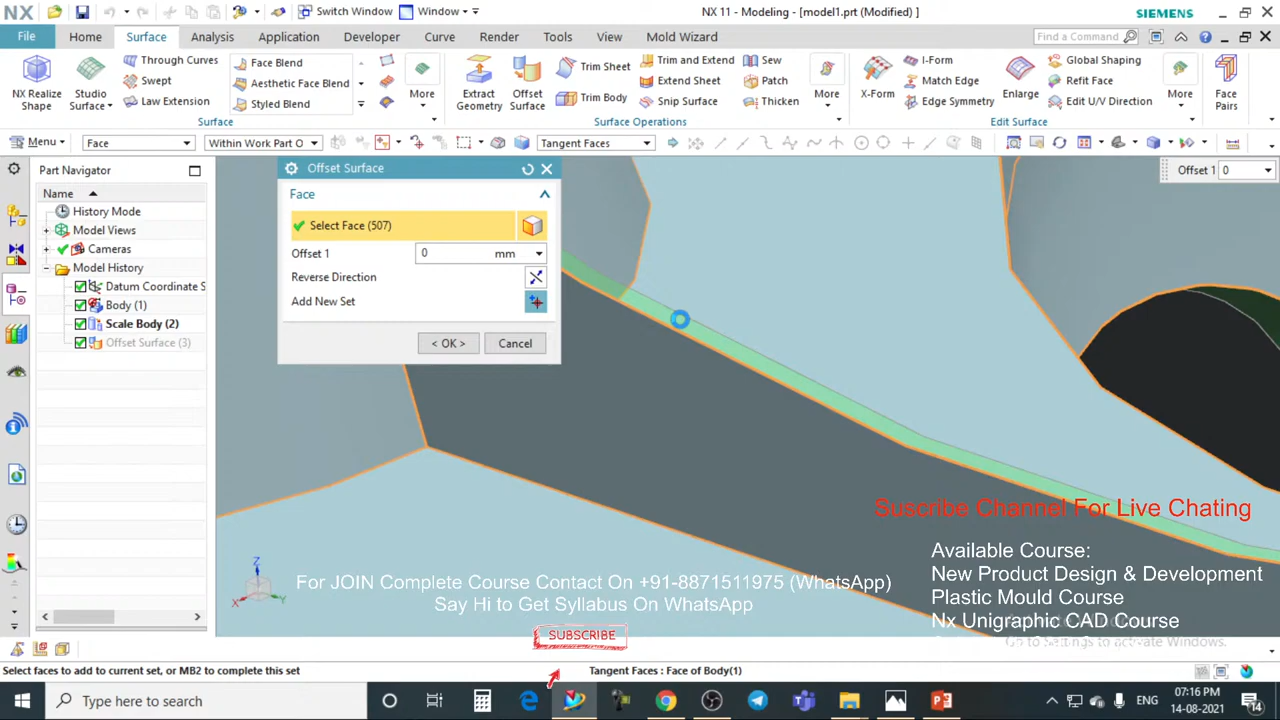 NX
Switch Window
Window
NX 11 - Modeling - [model1.prt (Modified) ]
SIEMENS
File
Home
Surface
Analysis
Application
Developer
Curve
Render
Tools
View
Mold Wizard
Find a Command
NX Realize Shape
Studio Surface
Through Curves
Swept
Law Extension
Face Blend
Aesthetic Face Blend
Styled Blend
More
Surface
Extract Geometry
Offset Surface
Trim Sheet
Trim Body
Trim and Extend
Extend Sheet
Snip Surface
Sew
Patch
Thicken
More
Surface Operations
X-Form
I-Form
Match Edge
Edge Symmetry
Enlarge
Global Shaping
Refit Face
Edit U/V Direction
More
Edit Surface
Face Pairs
Menu
Face
Within Work Part O
Tangent Faces
Part Navigator
Name
History Mode
Model Views
Cameras
Model History
Datum Coordinate S
Body (1)
Scale Body (2)
Offset Surface (3)
Offset Surface
Face
Select Face (507)
Offset 1
0
mm
Reverse Direction
Add New Set
< OK >
Cancel
Offset 1 0
Z
X
Y
Suscribe Channel For Live Chating
Available Course:
New Product Design & Development
Plastic Mould Course
Nx Unigraphic CAD Course
Go to Settings to activate Windows.
For JOIN Complete Course Contact On +91-8871511975 (WhatsApp)
Say Hi to Get Syllabus On WhatsApp
SUBSCRIBE
Select faces to add to current set, or MB2 to complete this set
Tangent Faces : Face of Body(1)
Type here to search
ENG
07:16 PM
14-08-2021
14